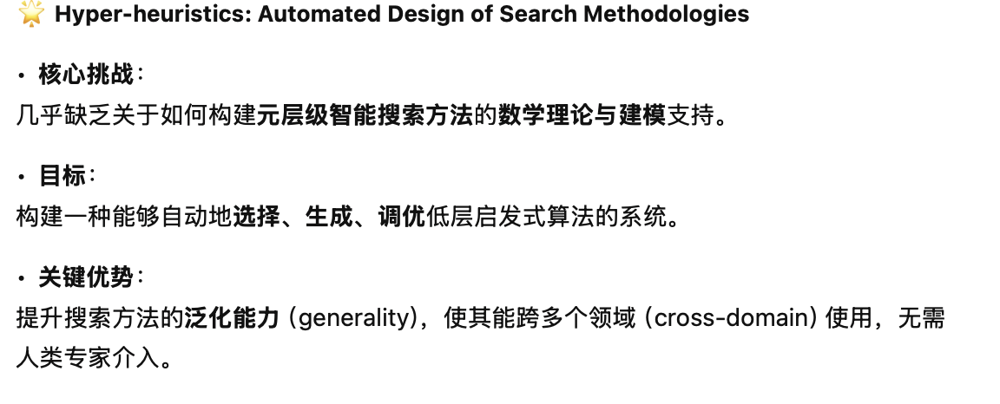 🌟 Hyper-heuristics: Automated Design of Search Methodologies
• 核心挑战：
几乎缺乏关于如何构建元层级智能搜索方法的数学理论与建模支持。
• 目标：
构建一种能够自动地选择、生成、调优低层启发式算法的系统。
• 关键优势：
提升搜索方法的泛化能力（generality），使其能跨多个领域（cross-domain）使用，无需
人类专家介入。